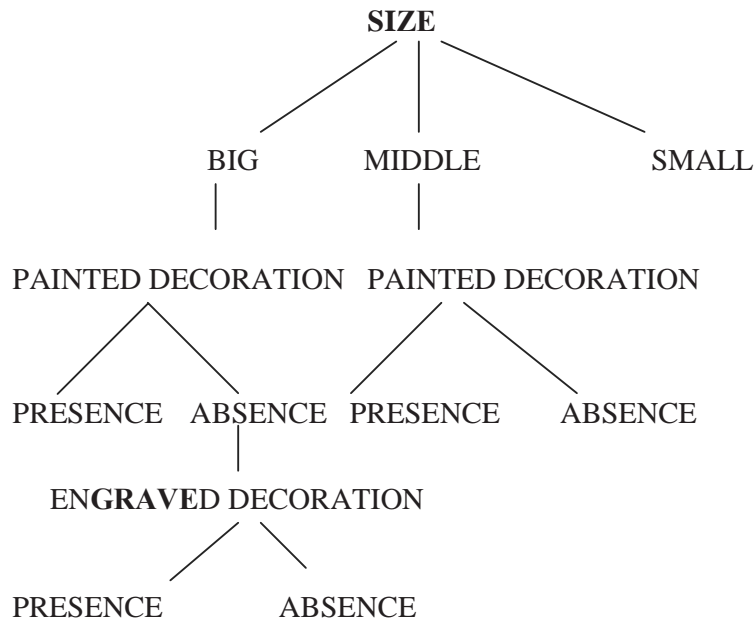 SIZE
BIG MIDDLE SMALL
PAINTED DECORATION PAINTED DECORATION
PRESENCE ABSENCE PRESENCE ABSENCE
ENGRAVED DECORATION
PRESENCE ABSENCE